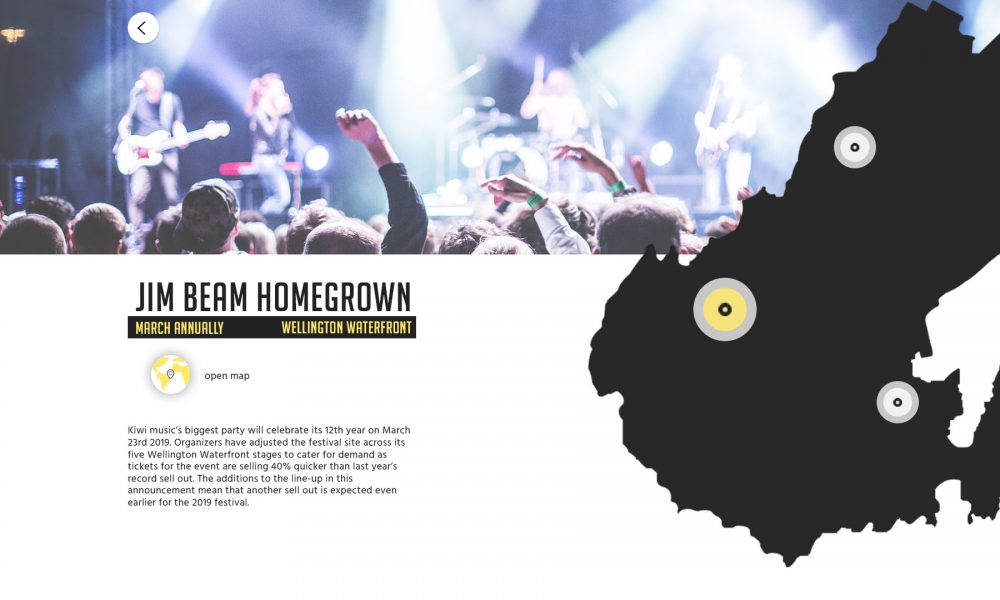 JIM BEAM HOMEGROWN
MARCH ANNUALLY WELLINGTON WATERFRONT
open map
Kiwi music’s biggest party will celebrate its 12th year on March
23rd 2019. Organizers have adjusted the festival site across its
five Wellington Waterfront stages to cater for demand as
tickets for the event are selling 40% quicker than last year’s
record sell out. The additions to the line-up in this
announcement mean that another sell out is expected even
earlier for the 2019 festival.